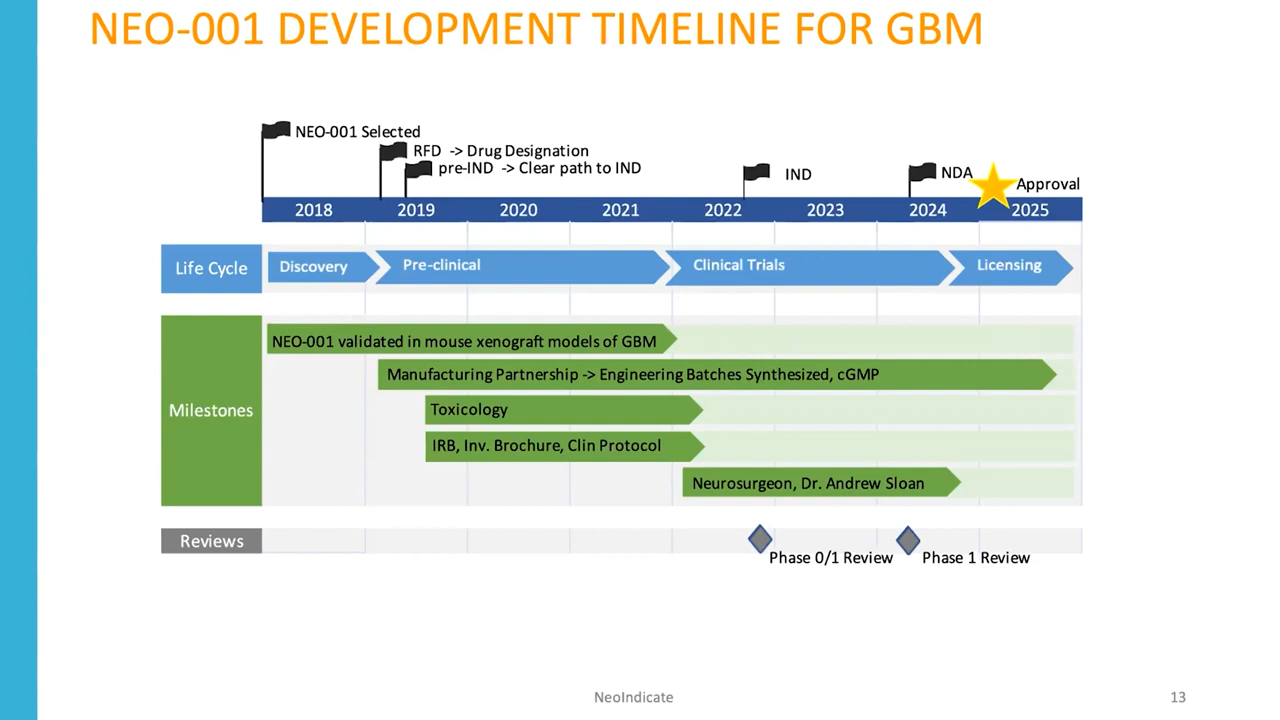 NEO-001 DEVELOPMENT TIMELINE FOR GBM
NEO-001 Selected
RFD -> Drug Designation
pre-IND -> Clear path to IND
IND
NDA
Approval
2018 2019 2020 2021 2022 2023 2024 2025
Life Cycle
Discovery
Pre-clinical
Clinical Trials
Licensing
Milestones
NEO-001 validated in mouse xenograft models of GBM
Manufacturing Partnership -> Engineering Batches Synthesized, cGMP
Toxicology
IRB, Inv. Brochure, Clin Protocol
Neurosurgeon, Dr. Andrew Sloan
Reviews
Phase 0/1 Review
Phase 1 Review
NeoIndicate
13